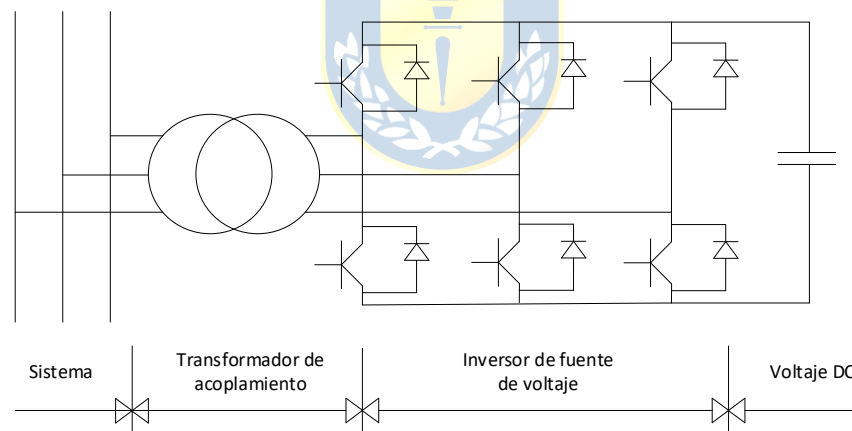 Sistema
Transformador de
acoplamiento
Inversor de fuente
de voltaje
Voltaje DC